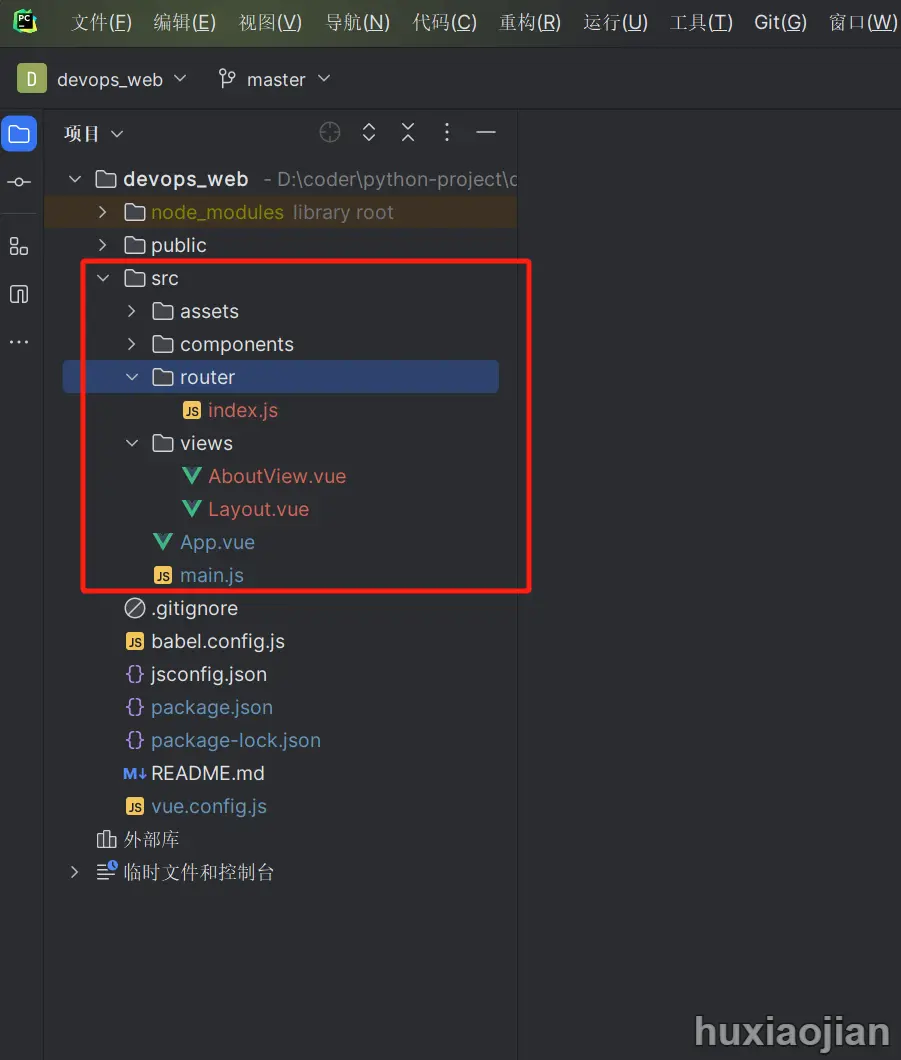 PC 文件(F) 编辑(E) 视图(V) 导航(N) 代码(C) 重构(R) 运行(U) 工具(T) Git(G) 窗口(W)
D devops_web master
项目
devops_web - D:\coder\python-project\
node_modules library root
public
src
assets
components
router
JS index.js
views
AboutView.vue
Layout.vue
App.vue
JS main.js
.gitignore
JS babel.config.js
{} jsconfig.json
{} package.json
{} package-lock.json
M↓ README.md
JS vue.config.js
外部库
临时文件和控制台
huxiaojian